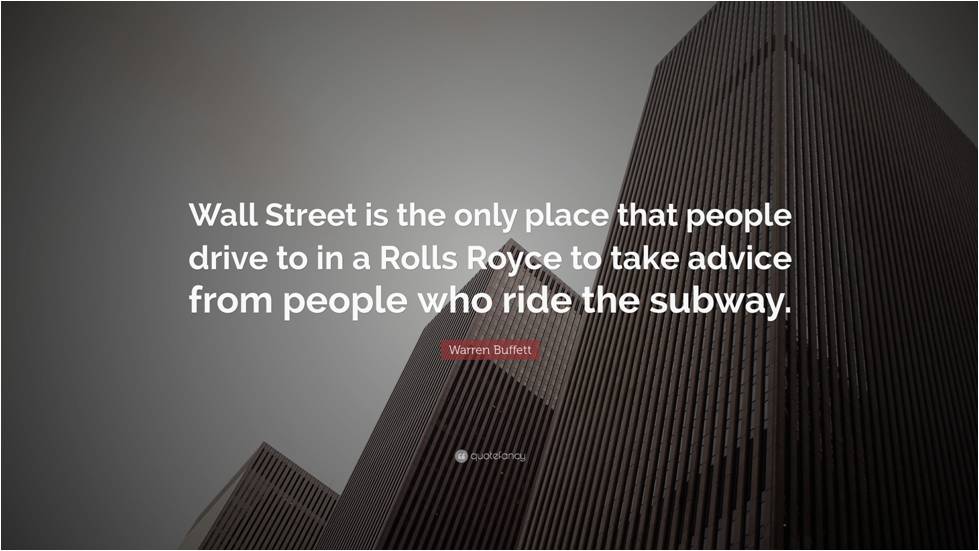 Wall Street is the only place that people
drive to in a Rolls Royce to take advice
from people who ride the subway.
Warren Buffett
quotefancy